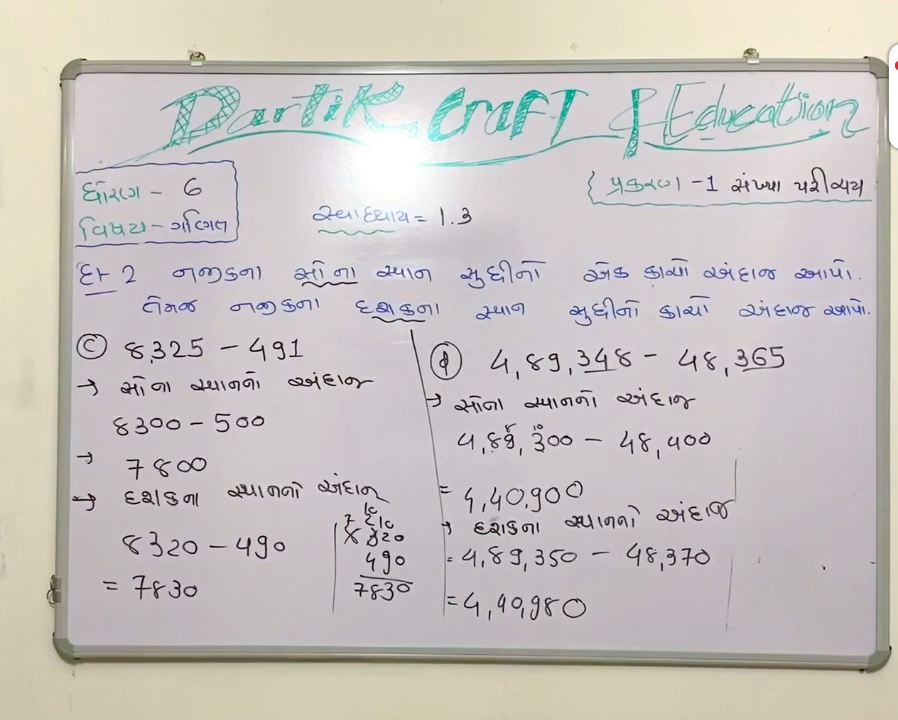 Dartik Craft & Education
ધોરણ - 6
વિષય - ગણિત
પ્રકરણ -1 સંખ્યા પરીચય
સ્વાધ્યાય = 1.3
પ્ર 2 નજીકના સોના સ્થાન સુધીનો એક કાચો અંદાજ આપો.
તેમજ નજીકના દશકના સ્થાન સુધીનો કાચો અંદાજ આપો.
(C) 8,325 - 491
→ સોના સ્થાનનો અંદાજ
8300 - 500
→ 7800
→ દશકના સ્થાનનો અંદાજ
8320 - 490
= 7830
7 10
8320
490
7830
(d) 4,89,348 - 48,365
→ સોના સ્થાનનો અંદાજ
4,89,300 - 48,400
= 4,40,900
→ દશકના સ્થાનનો અંદાજ
= 4,89,350 - 48,370
= 4,40,980